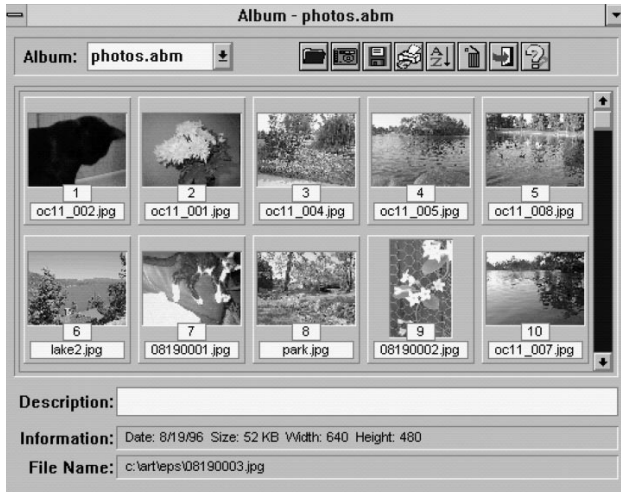 Album - photos.abm
Album: photos.abm
1 2 3 4 5
oc11_002.jpg oc11_001.jpg oc11_004.jpg oc11_005.jpg oc11_008.jpg
6 7 8 9 10
lake2.jpg 08190001.jpg park.jpg 08190002.jpg oc11_007.jpg
Description:
Information: Date: 8/19/96 Size: 52 KB Width: 640 Height: 480
File Name: c:\art\eps\08190003.jpg